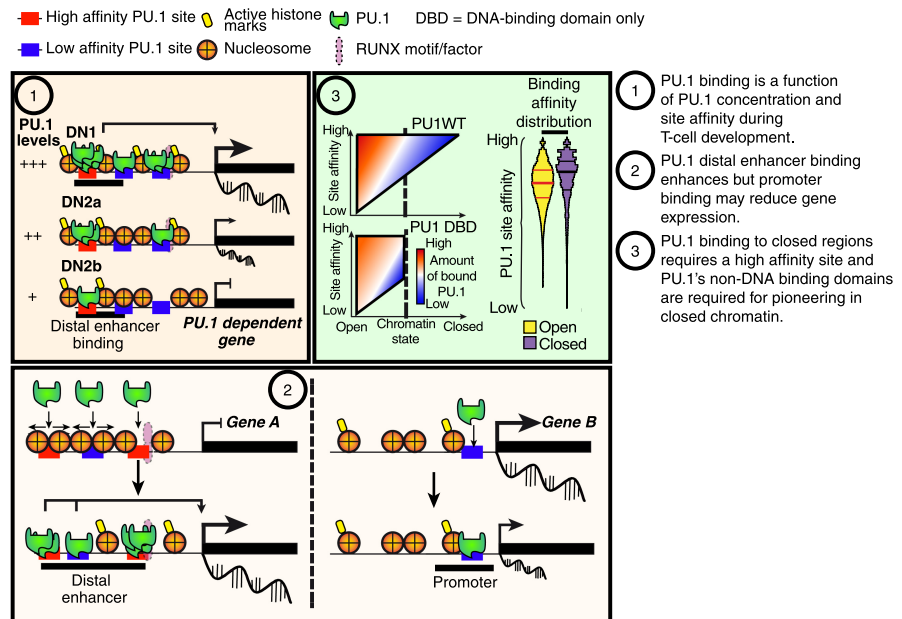 High affinity PU.1 site
Active histone marks
PU.1
DBD = DNA-binding domain only
Low affinity PU.1 site
Nucleosome
RUNX motif/factor
1
PU.1 levels
DN1
+++
DN2a
++
DN2b
+
Distal enhancer binding
PU.1 dependent gene
3
PU1WT
High
Site affinity
Low
PU1 DBD
High
Site affinity
Low
High
Amount of bound PU.1
Low
Open
Chromatin state
Closed
Binding affinity distribution
High
PU.1 site affinity
Low
Open
Closed
1
PU.1 binding is a function
of PU.1 concentration and
site affinity during
T-cell development.
2
PU.1 distal enhancer binding
enhances but promoter
binding may reduce gene
expression.
3
PU.1 binding to closed regions
requires a high affinity site and
PU.1's non-DNA binding domains
are required for pioneering in
closed chromatin.
2
Gene A
Distal enhancer
Gene B
Promoter